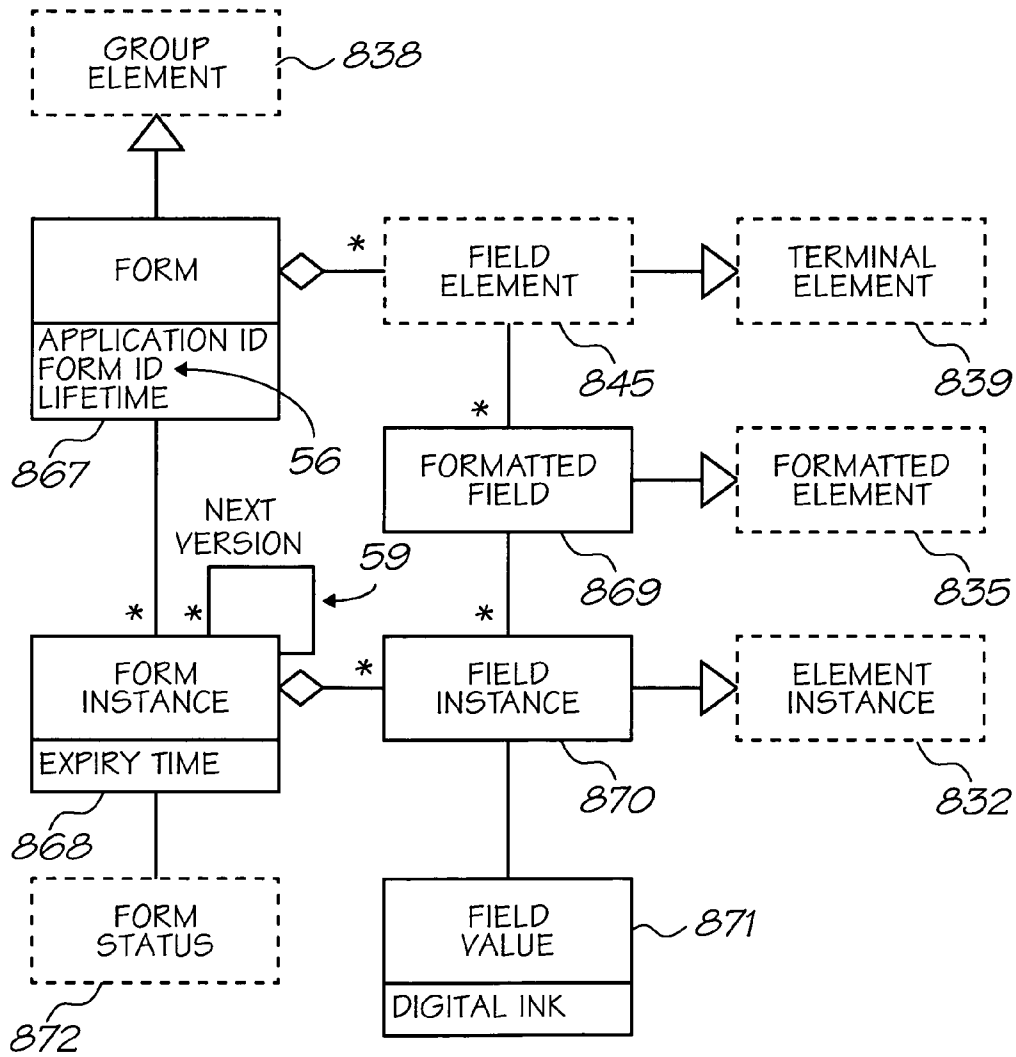 GROUP
ELEMENT
838
FORM
*
FIELD
ELEMENT
TERMINAL
ELEMENT
APPLICATION ID
FORM ID
LIFETIME
845
839
867
56
*
FORMATTED
FIELD
FORMATTED
ELEMENT
NEXT
VERSION
59
869
835
*
*
*
FORM
INSTANCE
*
FIELD
INSTANCE
ELEMENT
INSTANCE
EXPIRY TIME
870
832
868
FORM
STATUS
FIELD
VALUE
871
DIGITAL INK
872